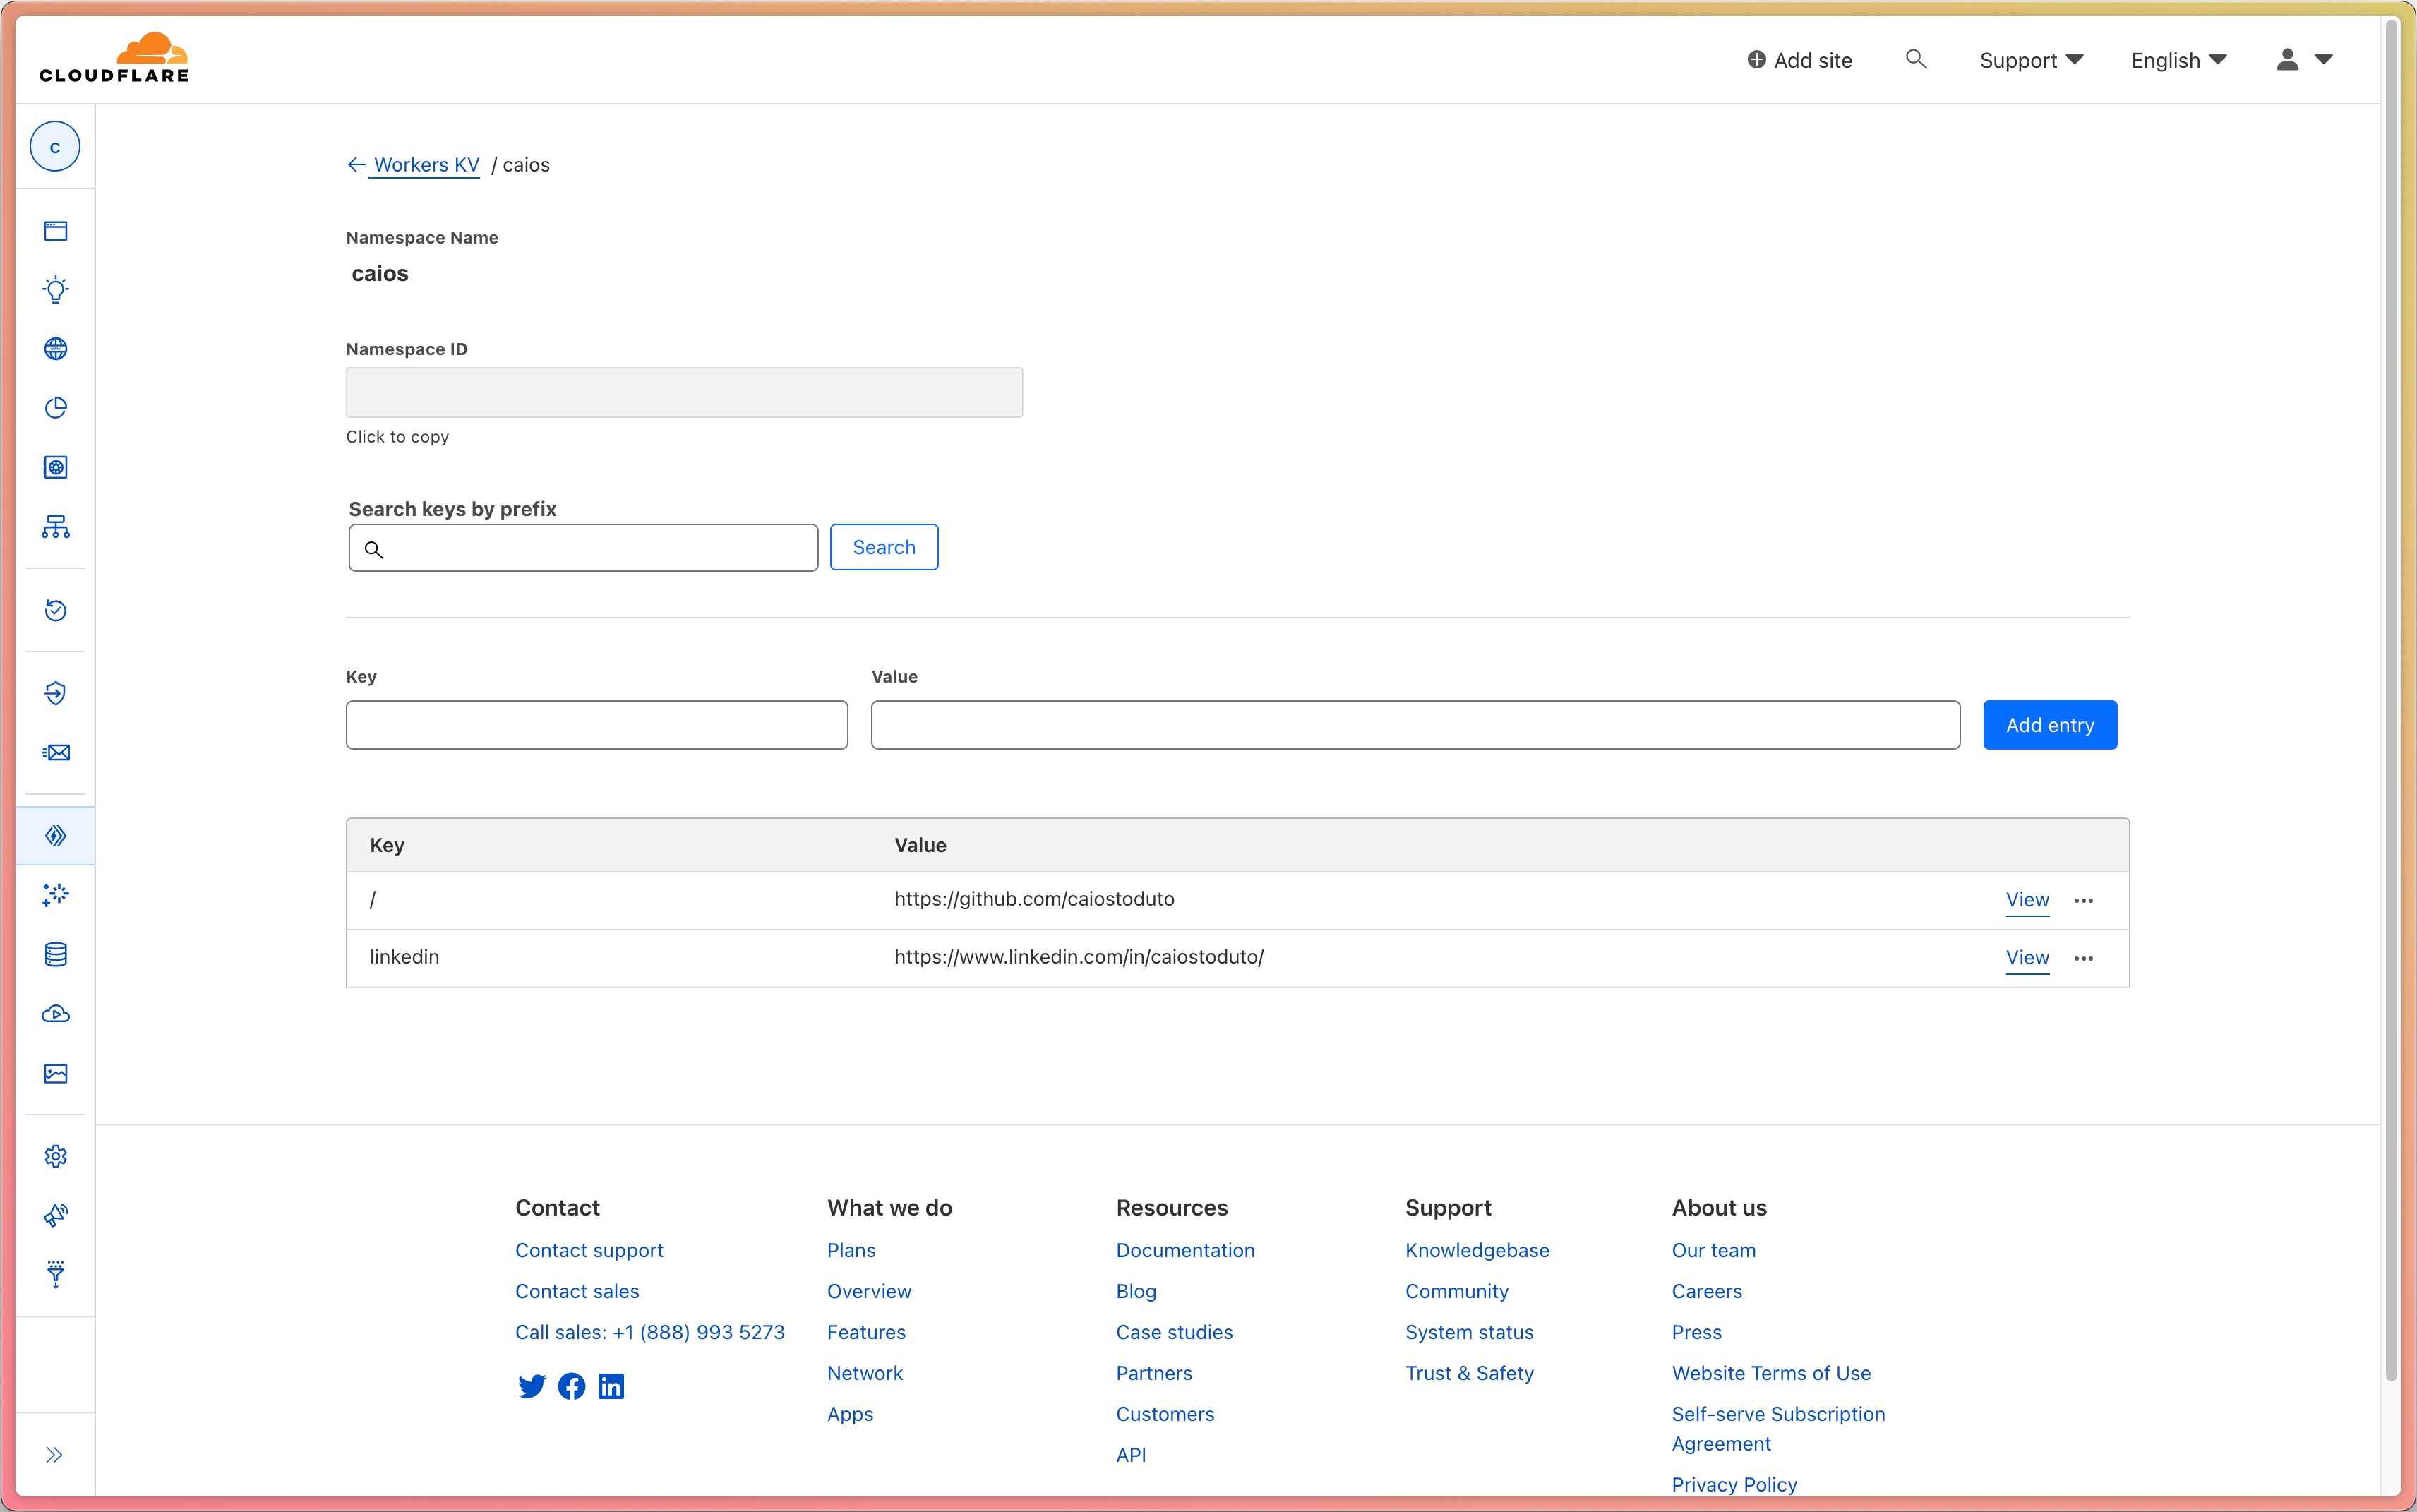 CLOUDFLARE
Add site
Support
English
C
Workers KV / caios
Namespace Name
caios
Namespace ID
Click to copy
Search keys by prefix
Search
Key Value
Add entry
Key Value
/ https://github.com/caiostoduto View
linkedin https://www.linkedin.com/in/caiostoduto/ View
Contact
Contact support
Contact sales
Call sales: +1 (888) 993 5273
What we do
Plans
Overview
Features
Network
Apps
Resources
Documentation
Blog
Case studies
Partners
Customers
API
Support
Knowledgebase
Community
System status
Trust & Safety
About us
Our team
Careers
Press
Website Terms of Use
Self-serve Subscription
Agreement
Privacy Policy